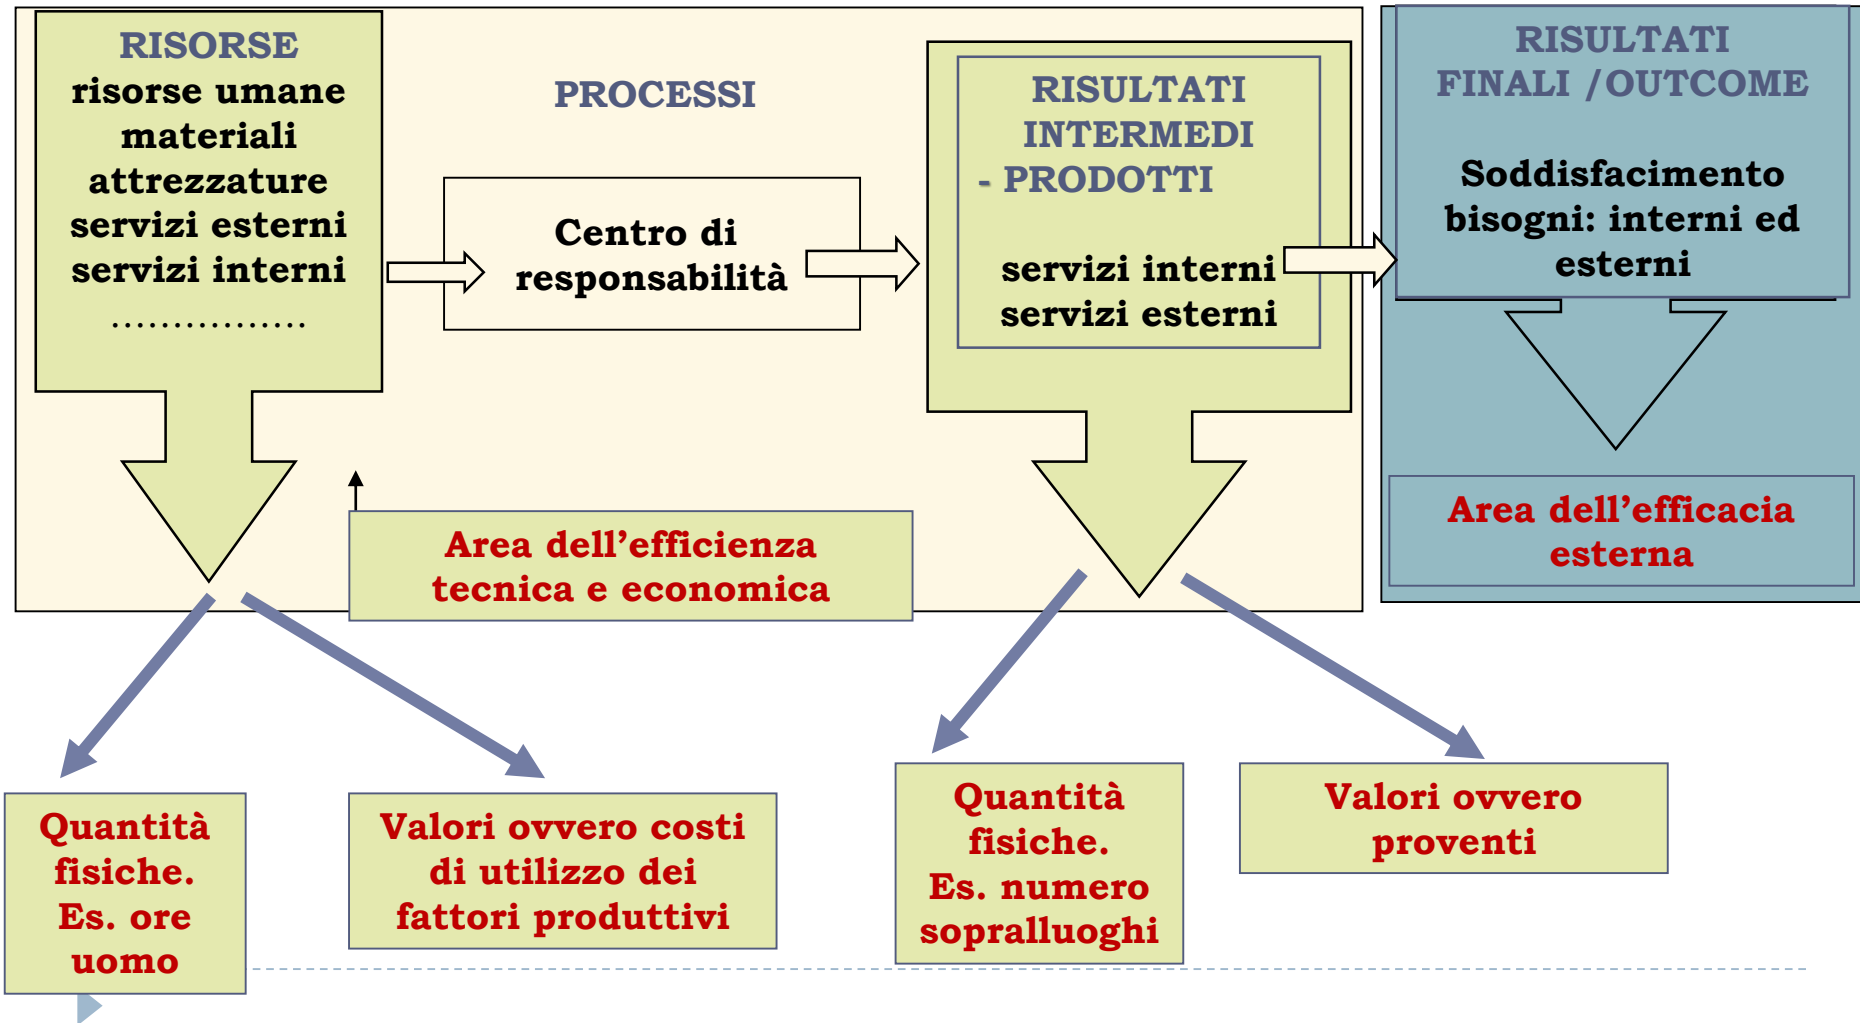 RISORSE
risorse umane
materiali
attrezzature
servizi esterni
servizi interni
................
PROCESSI
Centro di
responsabilità
RISULTATI
INTERMEDI
- PRODOTTI
servizi interni
servizi esterni
RISULTATI
FINALI /OUTCOME
Soddisfacimento
bisogni: interni ed
esterni
Area dell’efficienza
tecnica e economica
Area dell’efficacia
esterna
Quantità
fisiche.
Es. ore
uomo
Valori ovvero costi
di utilizzo dei
fattori produttivi
Quantità
fisiche.
Es. numero
sopralluoghi
Valori ovvero
proventi